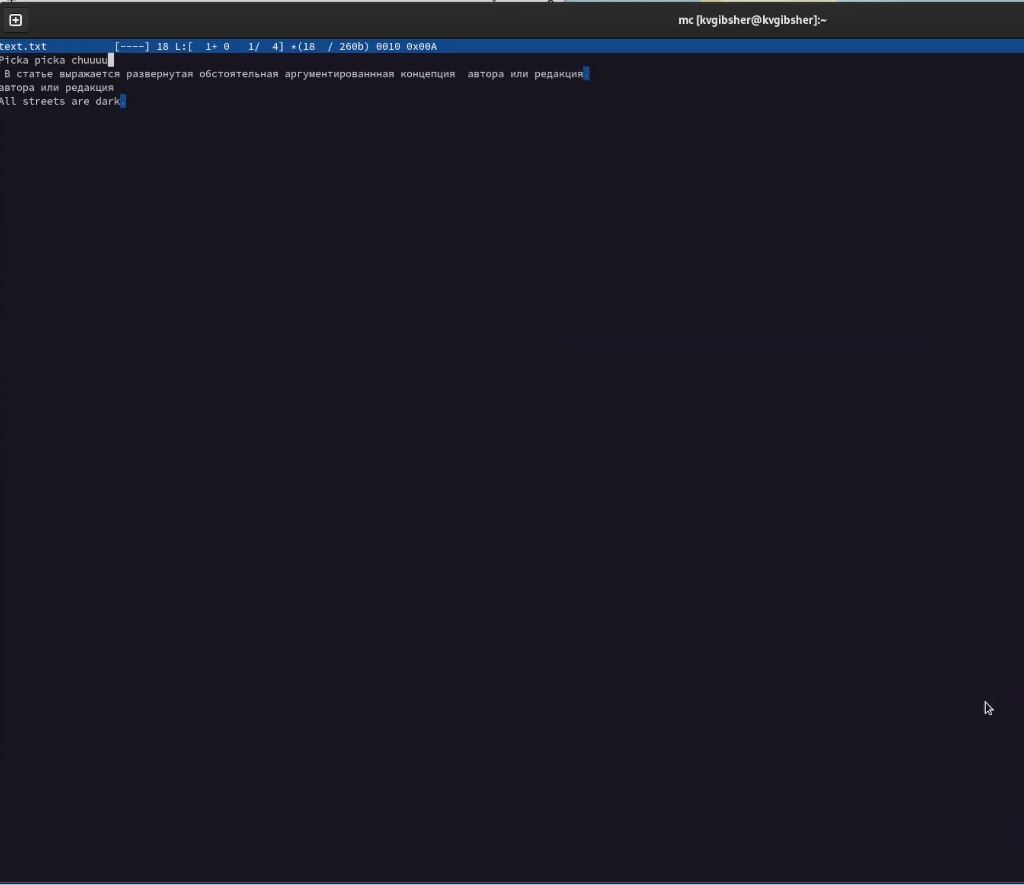 mc [kvgibsher@kvgibsher]:~
text.txt [----] 18 L:[ 1+ 0 1/ 4] *(18 / 260b) 0010 0x00A
Picka picka chuuuu
В статье выражается развернутая обстоятельная аргументированнная концепция автора или редакция.
автора или редакция
All streets are dark.